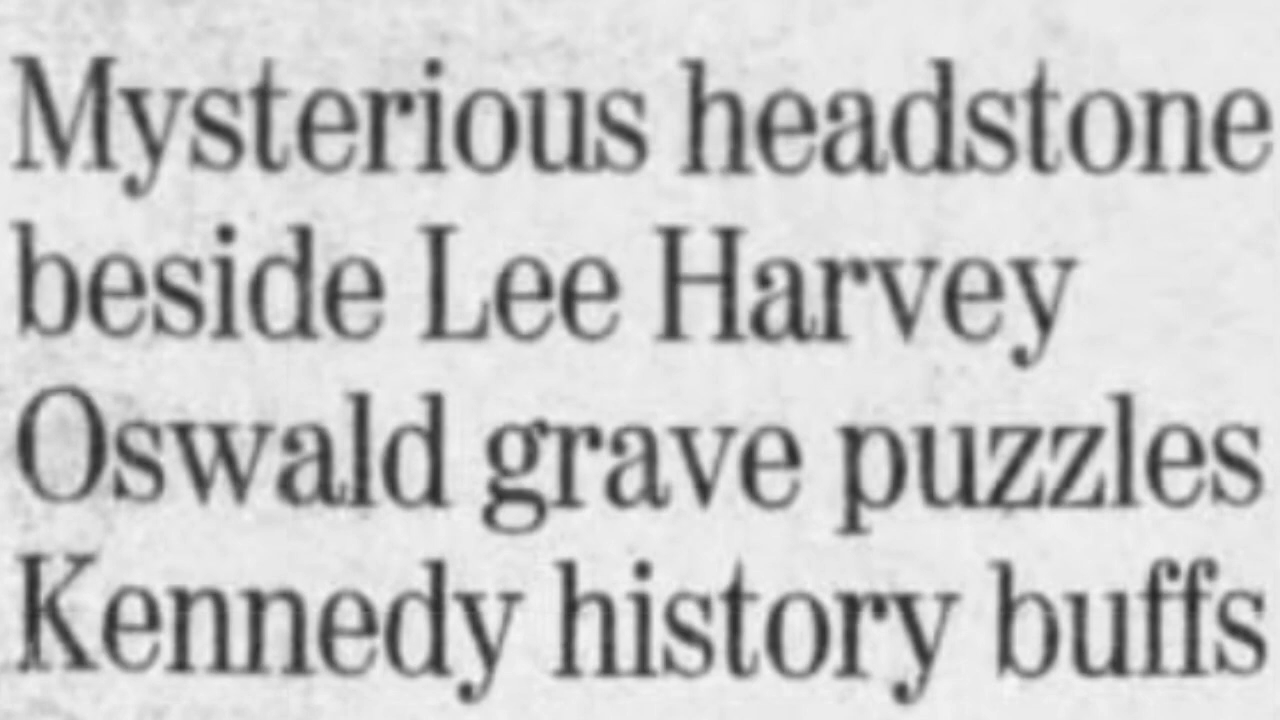 Mysterious headstone
beside Lee Harvey
Oswald grave puzzles
Kennedy history buffs